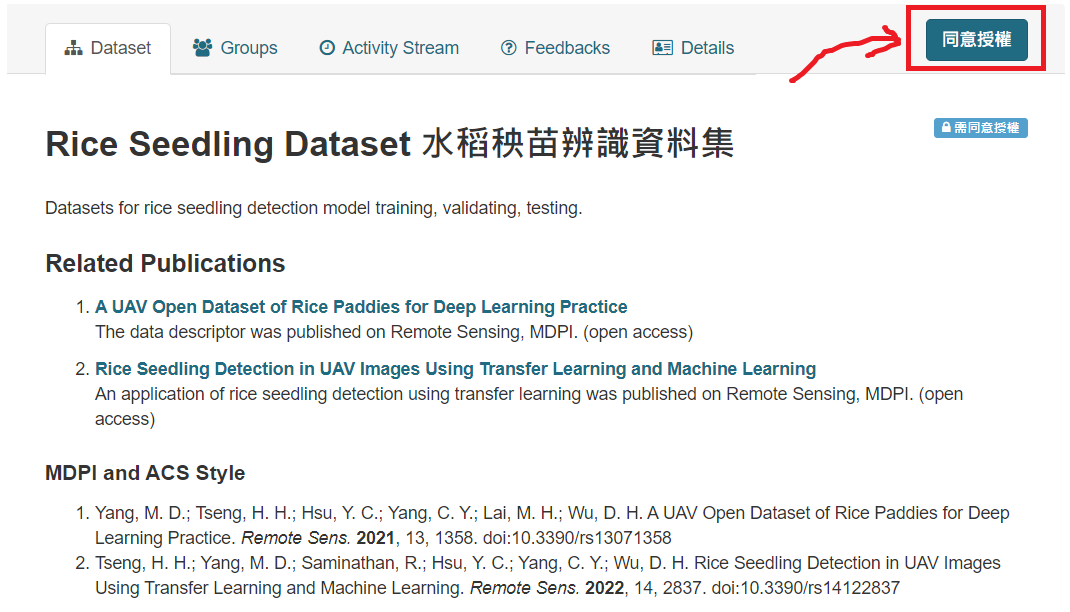 Dataset Groups Activity Stream Feedbacks Details 同意授權
Rice Seedling Dataset 水稻秧苗辨識資料集
需同意授權
Datasets for rice seedling detection model training, validating, testing.
Related Publications
1. A UAV Open Dataset of Rice Paddies for Deep Learning Practice
The data descriptor was published on Remote Sensing, MDPI. (open access)
2. Rice Seedling Detection in UAV Images Using Transfer Learning and Machine Learning
An application of rice seedling detection using transfer learning was published on Remote Sensing, MDPI. (open
access)
MDPI and ACS Style
1. Yang, M. D.; Tseng, H. H.; Hsu, Y. C.; Yang, C. Y.; Lai, M. H.; Wu, D. H. A UAV Open Dataset of Rice Paddies for Deep
Learning Practice. Remote Sens. 2021, 13, 1358. doi:10.3390/rs13071358
2. Tseng, H. H.; Yang, M. D.; Saminathan, R.; Hsu, Y. C.; Yang, C. Y.; Wu, D. H. Rice Seedling Detection in UAV Images
Using Transfer Learning and Machine Learning. Remote Sens. 2022, 14, 2837. doi:10.3390/rs14122837